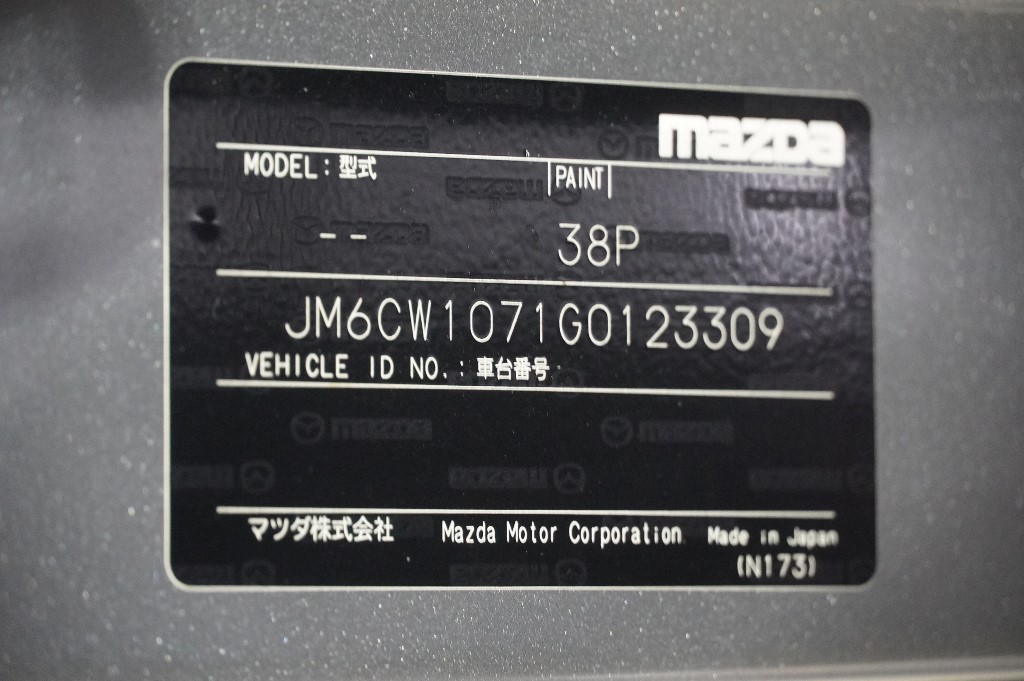 mazda
MODEL : 型式 PAINT
-- 38P
JM6CW1071G0123309
VEHICLE ID NO. : 車台番号
マツダ株式会社 Mazda Motor Corporation Made in Japan
(N173)